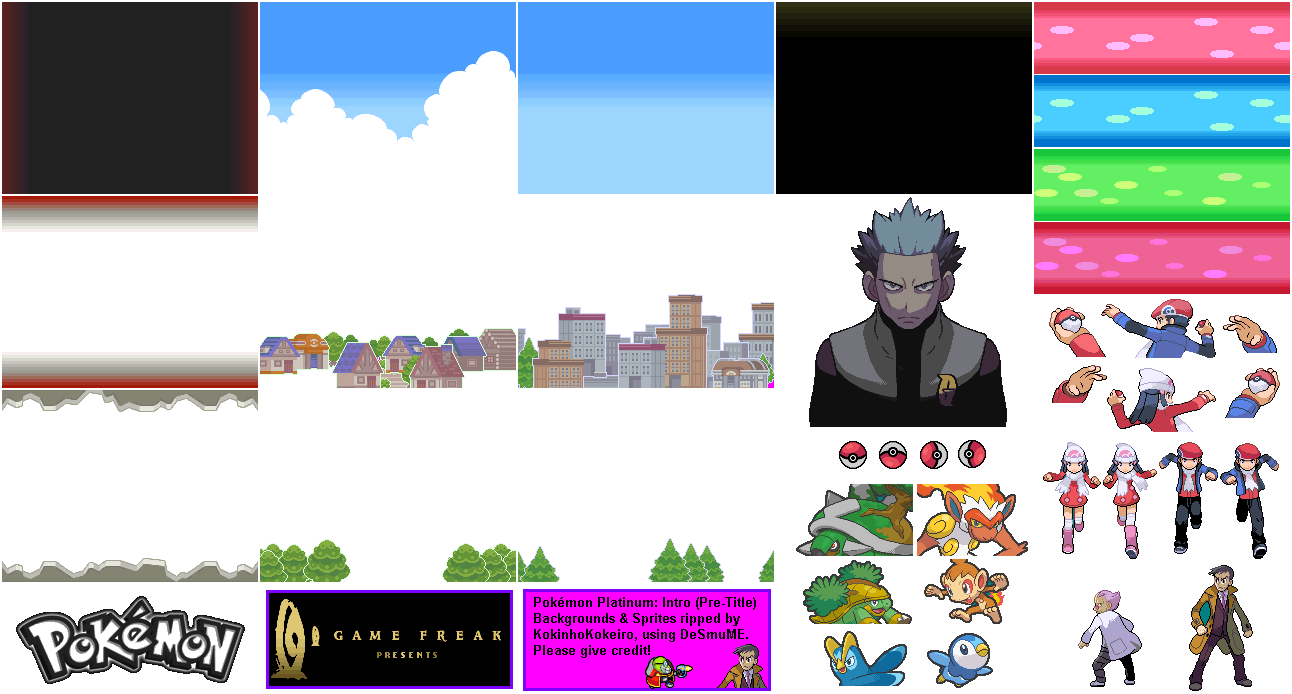 POKéMON
GAME FREAK
PRESENTS
Pokémon Platinum: Intro (Pre-Title)
Backgrounds & Sprites ripped by
KokinhoKokeiro, using DeSmuME.
Please give credit!